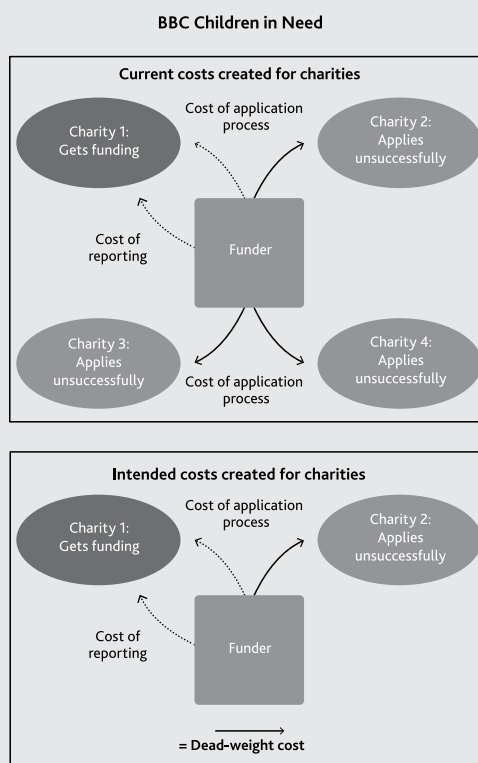 BBC Children in Need
Current costs created for charities
Cost of application
process
Charity 1:
Gets funding
Charity 2:
Applies
unsuccessfully
Cost of
reporting
Funder
Charity 3:
Applies
unsuccessfully
Charity 4:
Applies
unsuccessfully
Cost of application
process
Intended costs created for charities
Cost of application
process
Charity 1:
Gets funding
Charity 2:
Applies
unsuccessfully
Cost of
reporting
Funder
= Dead-weight cost